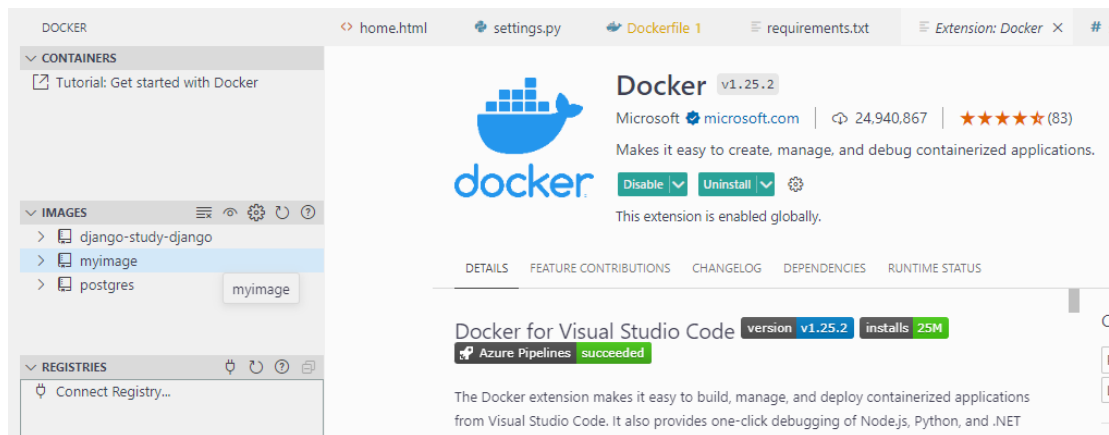 DOCKER
home.html
settings.py
Dockerfile 1
requirements.txt
Extension: Docker
#
CONTAINERS
Tutorial: Get started with Docker
IMAGES
django-study-django
myimage
postgres
myimage
REGISTRIES
Connect Registry...
docker
Docker v1.25.2
Microsoft microsoft.com 24,940,867 (83)
Makes it easy to create, manage, and debug containerized applications.
Disable Uninstall
This extension is enabled globally.
DETAILS FEATURE CONTRIBUTIONS CHANGELOG DEPENDENCIES RUNTIME STATUS
Docker for Visual Studio Code version v1.25.2 installs 25M
Azure Pipelines succeeded
The Docker extension makes it easy to build, manage, and deploy containerized applications
from Visual Studio Code. It also provides one-click debugging of Node.js, Python, and .NET